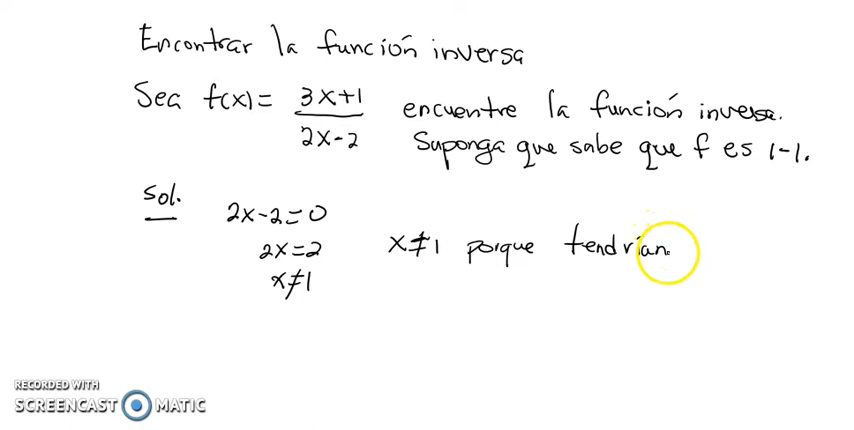 Encontrar la función inversa
Sea f(x) = 3x+1 / 2x-2 encuentre la función inversa.
Suponga que sabe que f es 1-1.
Sol.
2x-2=0
2x=2 x≠1 porque tendrían
x≠1
RECORDED WITH
SCREENCAST MATIC